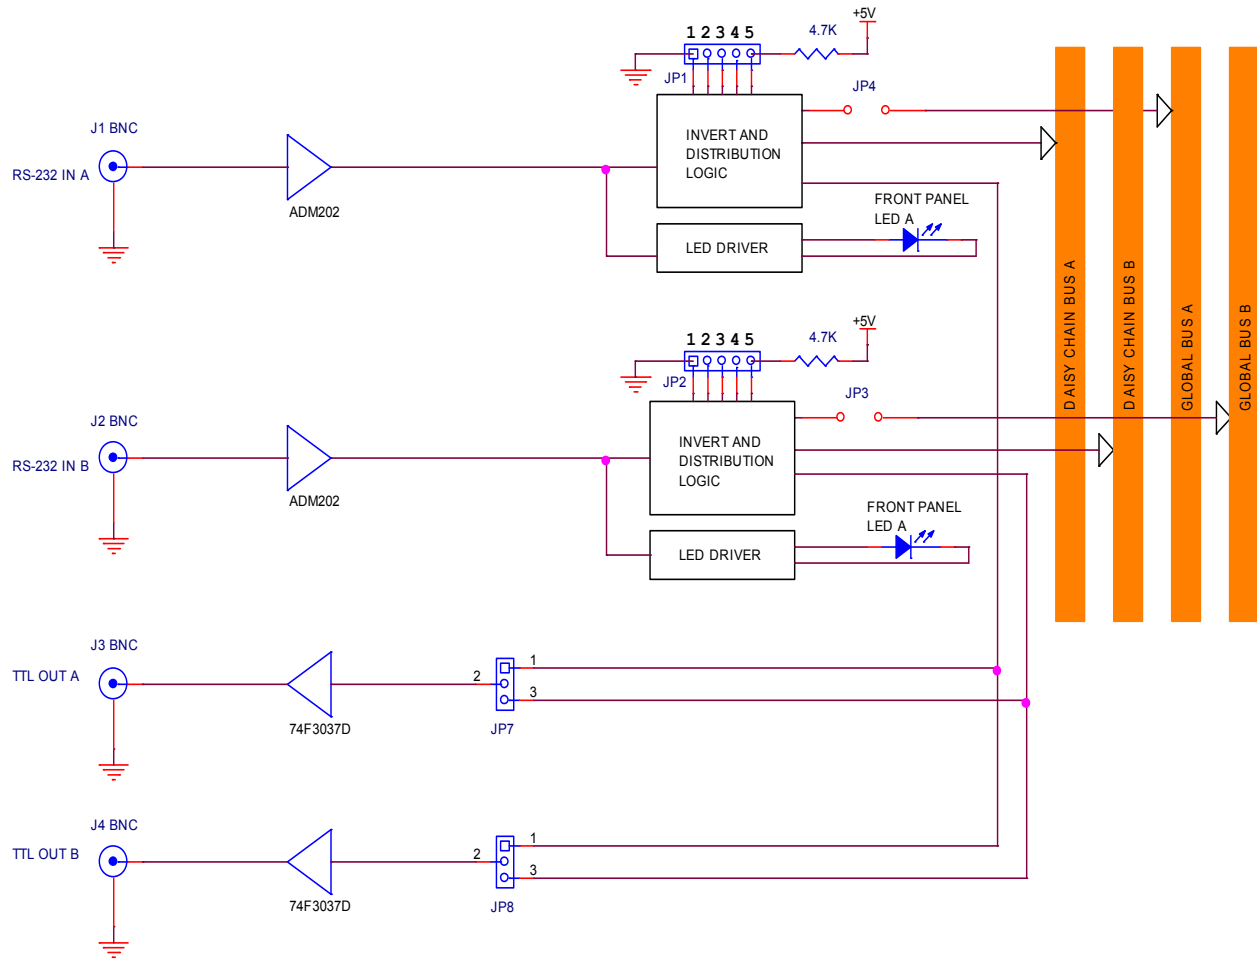 +5V
1 2 3 4 5
4.7K
JP1
JP4
J1 BNC
RS-232 IN A
ADM202
INVERT AND
DISTRIBUTION
LOGIC
FRONT PANEL
LED A
LED DRIVER
DAISY CHAIN BUS A
DAISY CHAIN BUS B
GLOBAL BUS A
GLOBAL BUS B
+5V
1 2 3 4 5
4.7K
JP2
JP3
J2 BNC
RS-232 IN B
ADM202
INVERT AND
DISTRIBUTION
LOGIC
FRONT PANEL
LED A
LED DRIVER
J3 BNC
TTL OUT A
74F3037D
2
1
3
JP7
J4 BNC
TTL OUT B
74F3037D
2
1
3
JP8